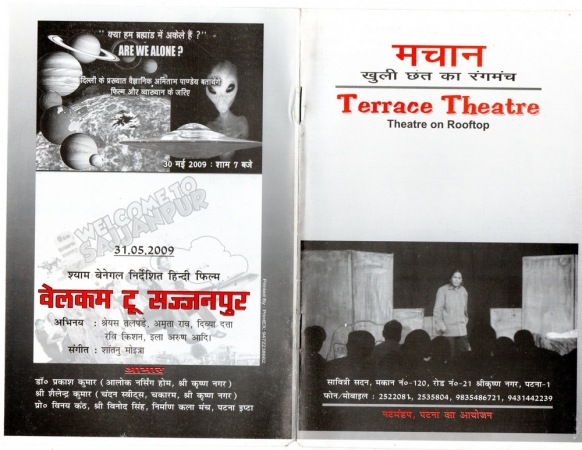 " क्या हम ब्रह्मांड में अकेले हैं ? "
ARE WE ALONE ?
दिल्ली के प्रख्यात वैज्ञानिक अमिताभ पाण्डेय बतायेंगे
फिल्म और व्याख्यान के जरिए
30 मई 2009 : शाम 7 बजे
WELCOME TO
SAJJANPUR
31.05.2009
श्याम बेनेगल निर्देशित हिन्दी फिल्म
वेलकम टू सज्जनपुर
अभिनय : श्रेयस तलपडे, अमृता राव, दिव्या दत्ता
रवि किशन, इला अरुण आदि।
संगीत : शांतनु मोइत्रा
आभार
डॉ० प्रकाश कुमार (आलोक नर्सिंग होम, श्री कृष्ण नगर)
श्री शैलेन्द्र कुमार (चंदन स्वीट्स, चकारम, श्री कृष्ण नगर)
प्रो० विनय कंठ, श्री विनोद सिंह, निर्माण कला मंच, पटना इप्टा
मचान
खुली छत का रंगमंच
Terrace Theatre
Theatre on Rooftop
सावित्री सदन, मकान नं०-120, रोड नं०-21 श्रीकृष्ण नगर, पटना-1
फोन/मोबाइल : 2522081, 2535804, 9835486721, 9431442239
नटमंडप, पटना का आयोजन